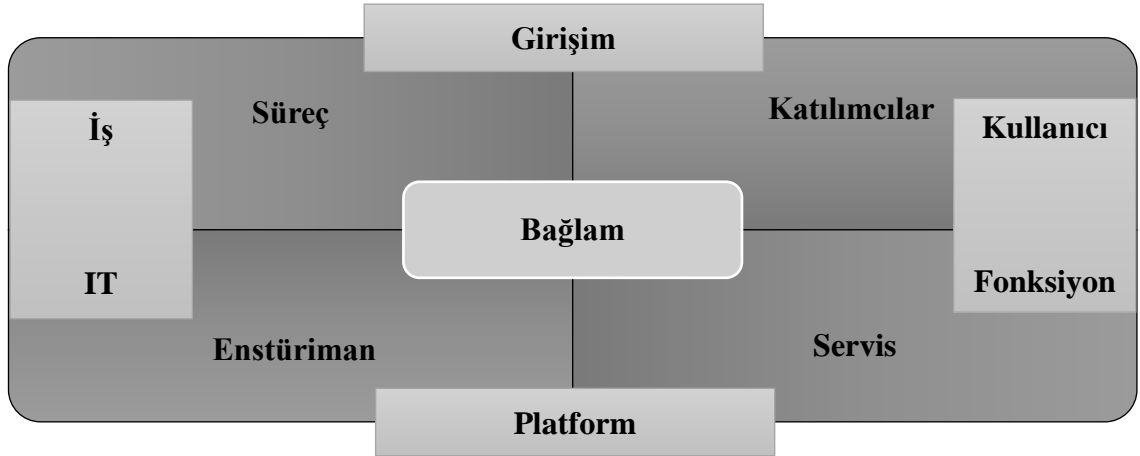 Girişim
Süreç
Katılımcılar
İş
Kullanıcı
Bağlam
IT
Fonksiyon
Enstüriman
Servis
Platform